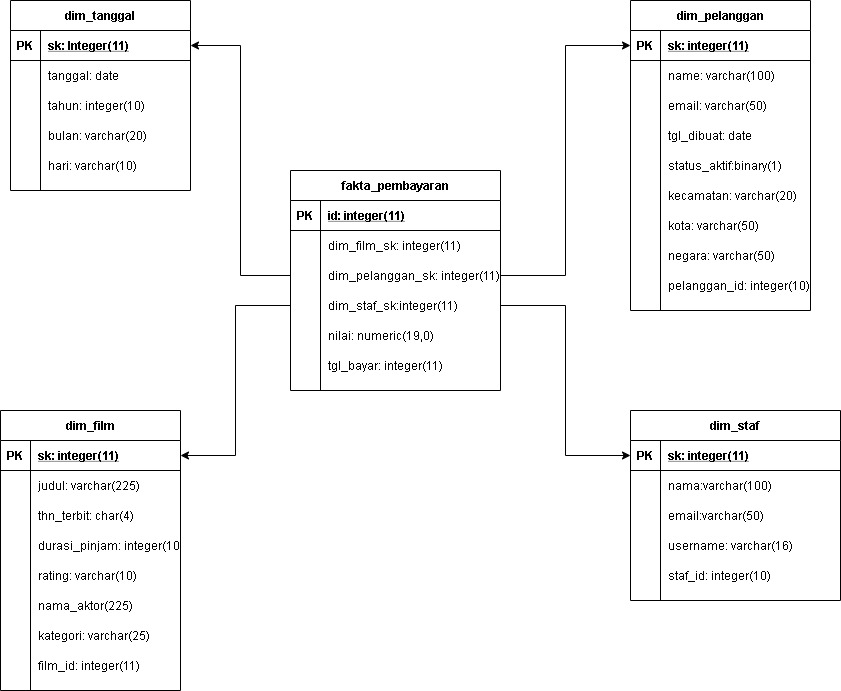 dim_tanggal
PK sk: Integer(11)
tanggal: date
tahun: integer(10)
bulan: varchar(20)
hari: varchar(10)
dim_pelanggan
PK sk: integer(11)
name: varchar(100)
email: varchar(50)
tgl_dibuat: date
status_aktif:binary(1)
kecamatan: varchar(20)
kota: varchar(50)
negara: varchar(50)
pelanggan_id: integer(10)
fakta_pembayaran
PK id: integer(11)
dim_film_sk: integer(11)
dim_pelanggan_sk: integer(11)
dim_staf_sk:integer(11)
nilai: numeric(19,0)
tgl_bayar: integer(11)
dim_film
PK sk: integer(11)
judul: varchar(225)
thn_terbit: char(4)
durasi_pinjam: integer(10
rating: varchar(10)
nama_aktor(225)
kategori: varchar(25)
film_id: integer(11)
dim_staf
PK sk: integer(11)
nama:varchar(100)
email:varchar(50)
username: varchar(16)
staf_id: integer(10)